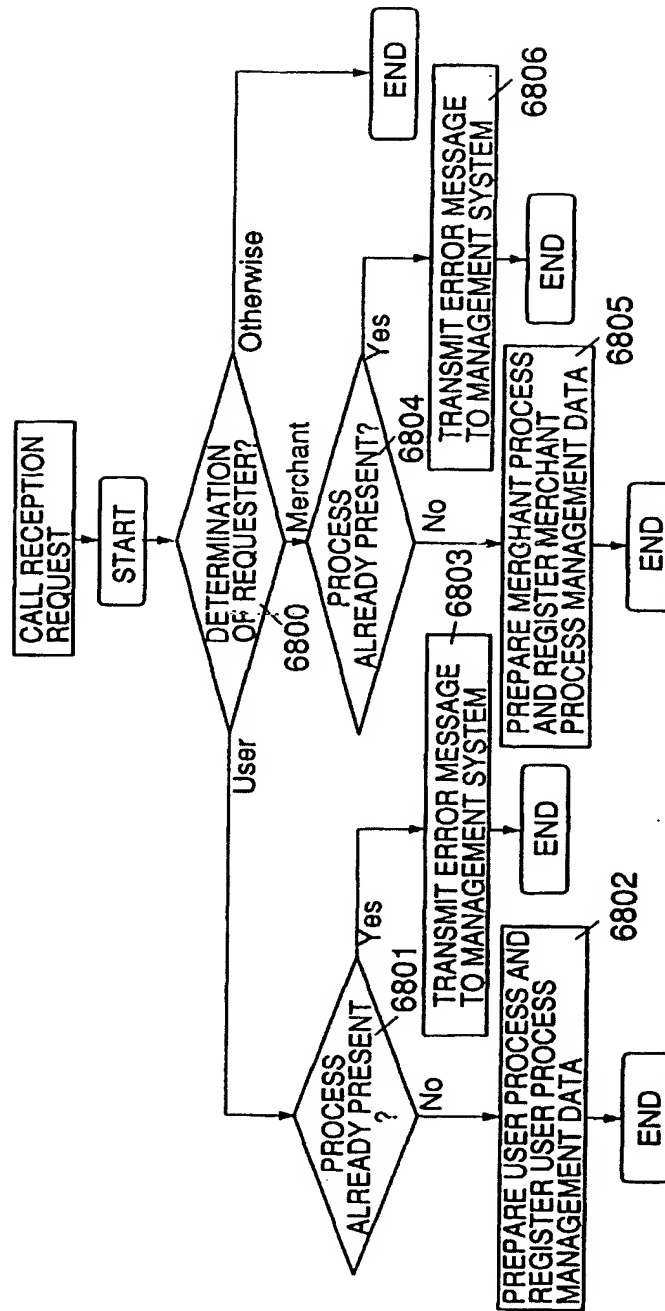 CALL RECEPTION
REQUEST
START
DETERMINATION
OF REQUESTER?
6800
User
Merchant
Otherwise
END
PROCESS
ALREADY PRESENT
?
6801
Yes
No
TRANSMIT ERROR MESSAGE
TO MANAGEMENT SYSTEM
6803
END
PREPARE USER PROCESS AND
REGISTER USER PROCESS
MANAGEMENT DATA
6802
END
PROCESS
ALREADY PRESENT?
6804
Yes
No
TRANSMIT ERROR MESSAGE
TO MANAGEMENT SYSTEM
6806
END
PREPARE MERCHANT PROCESS
AND REGISTER MERCHANT
PROCESS MANAGEMENT DATA
6805
END